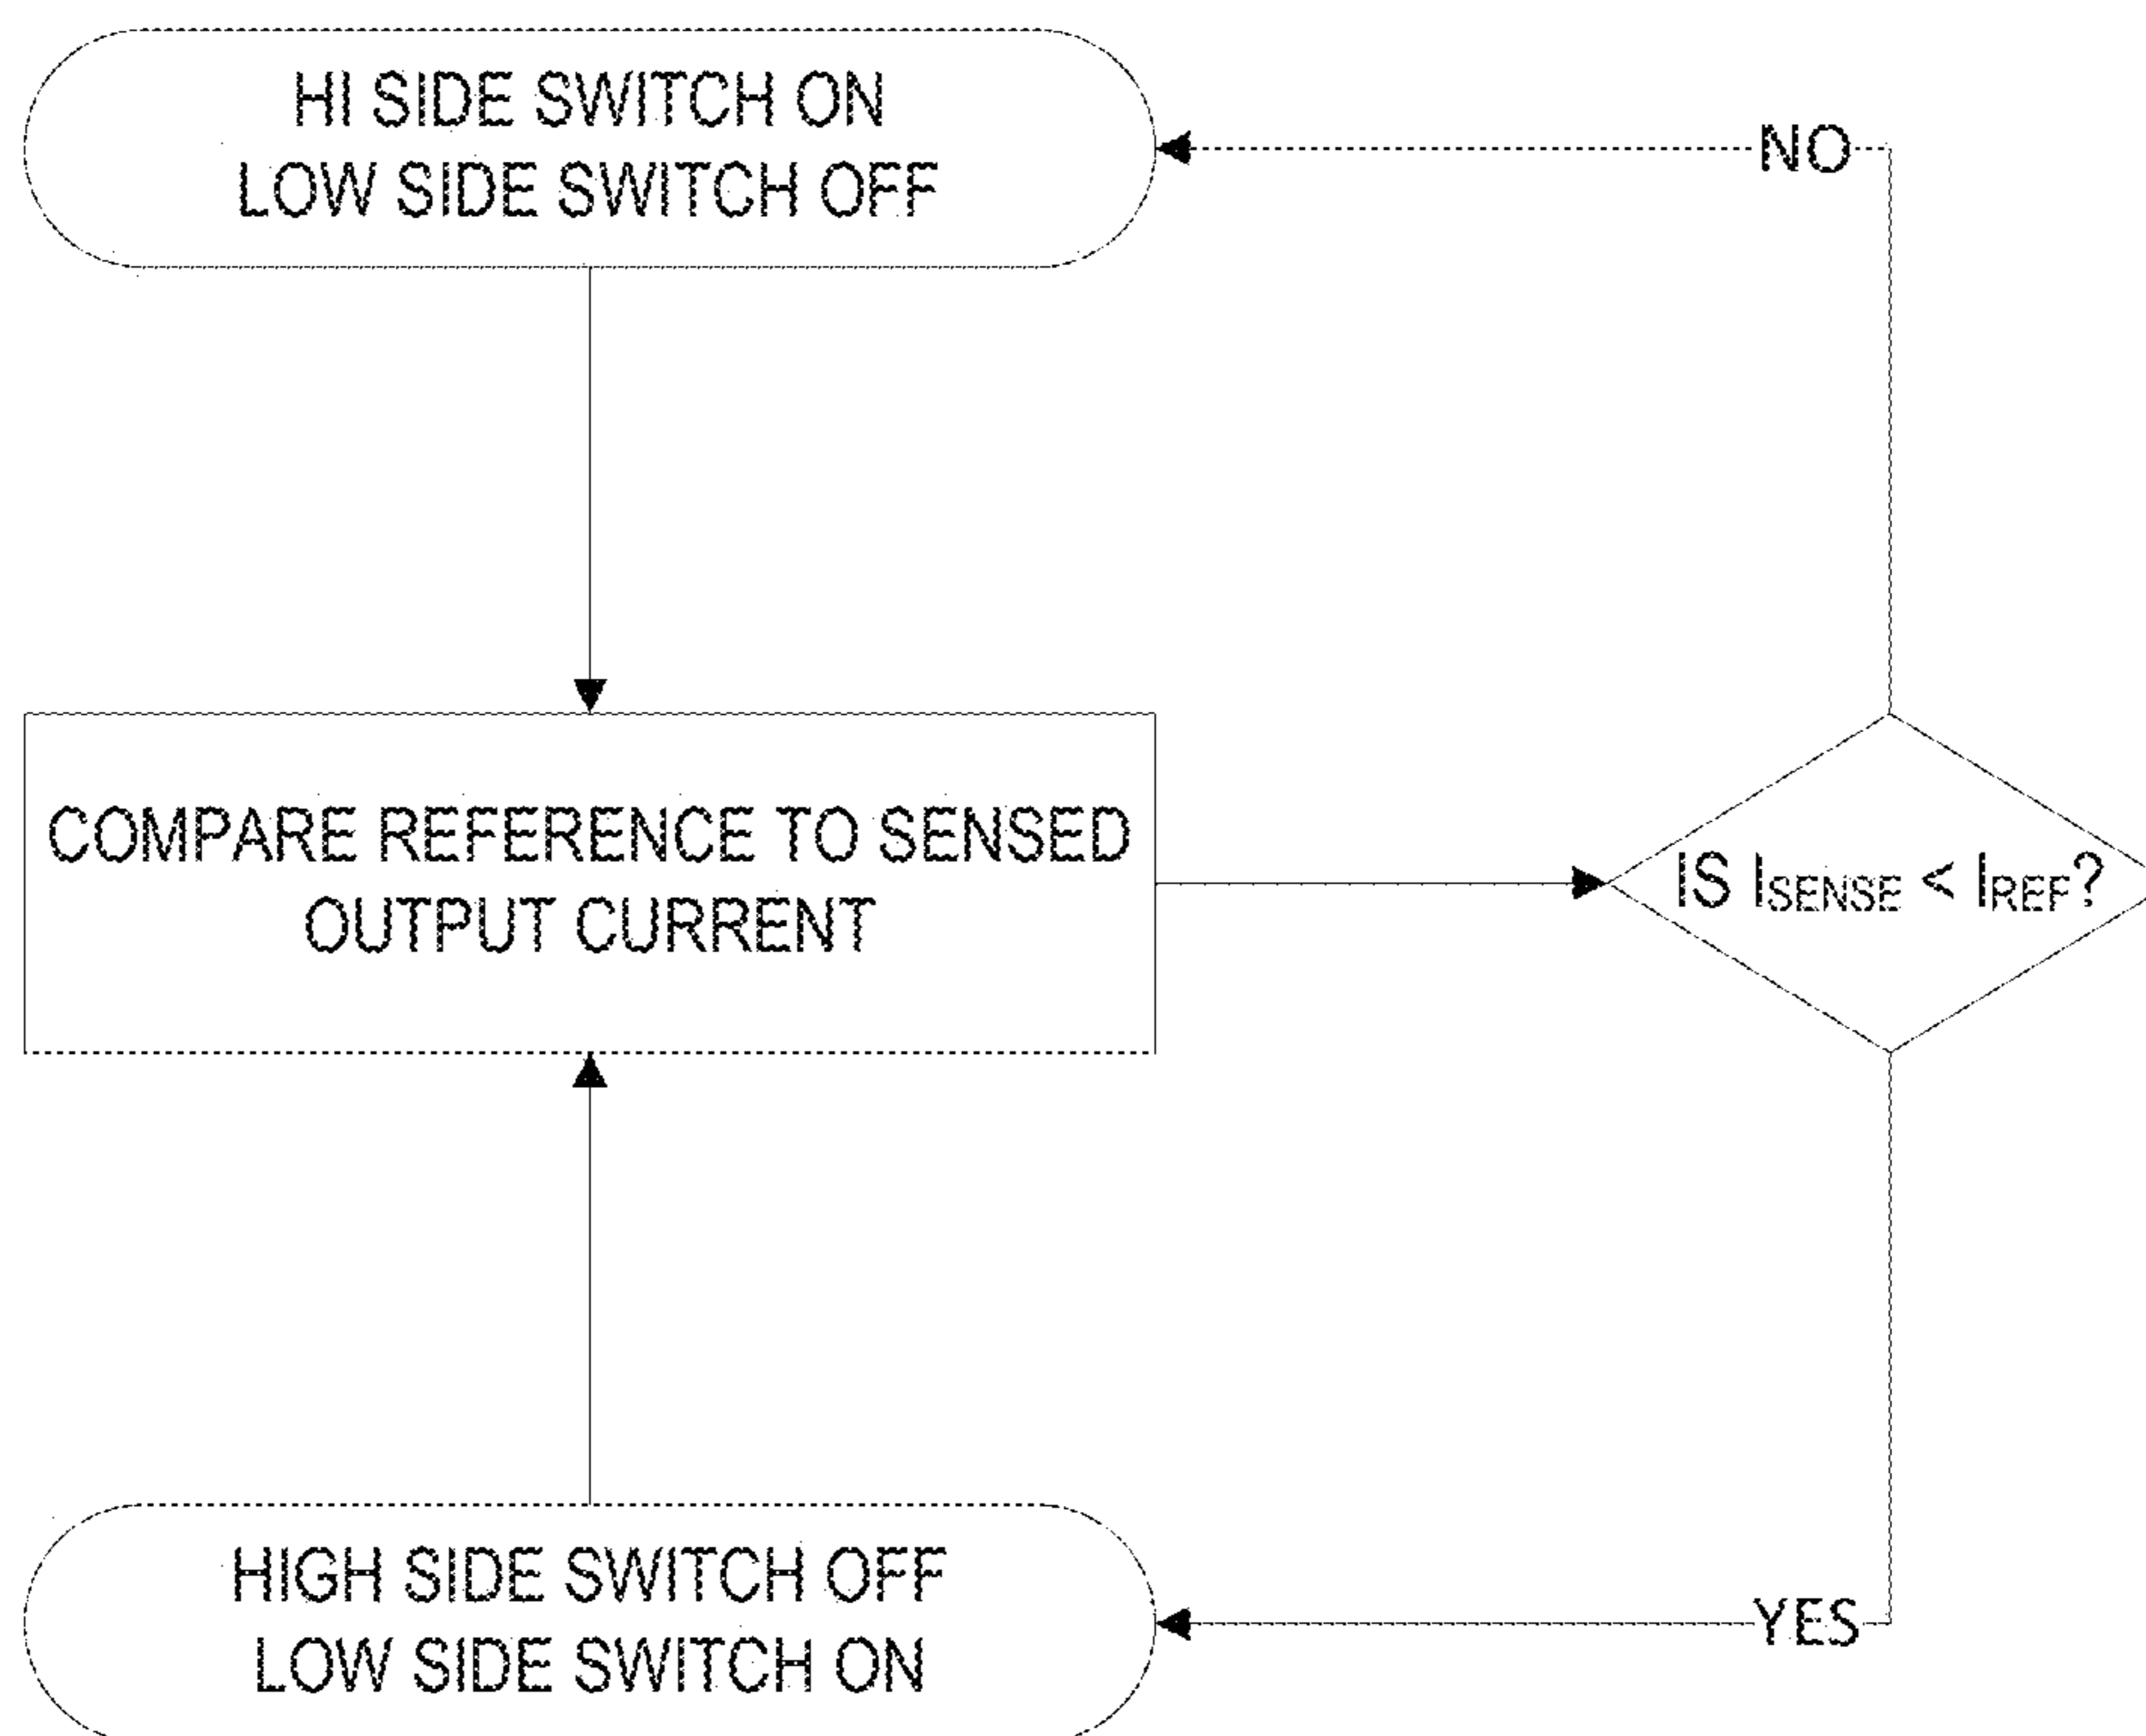 HI SIDE SWITCH ON
LOW SIDE SWITCH OFF
NO
COMPARE REFERENCE TO SENSED
OUTPUT CURRENT
IS ISENSE < IREF?
HIGH SIDE SWITCH OFF
LOW SIDE SWITCH ON
YES